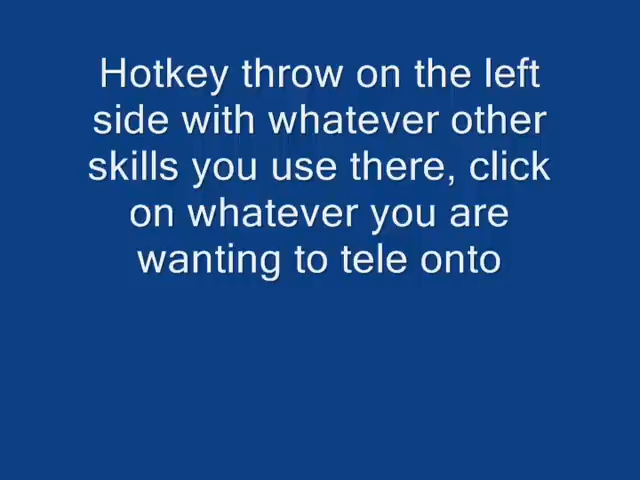 Hotkey throw on the left
side with whatever other
skills you use there, click
on whatever you are
wanting to tele onto